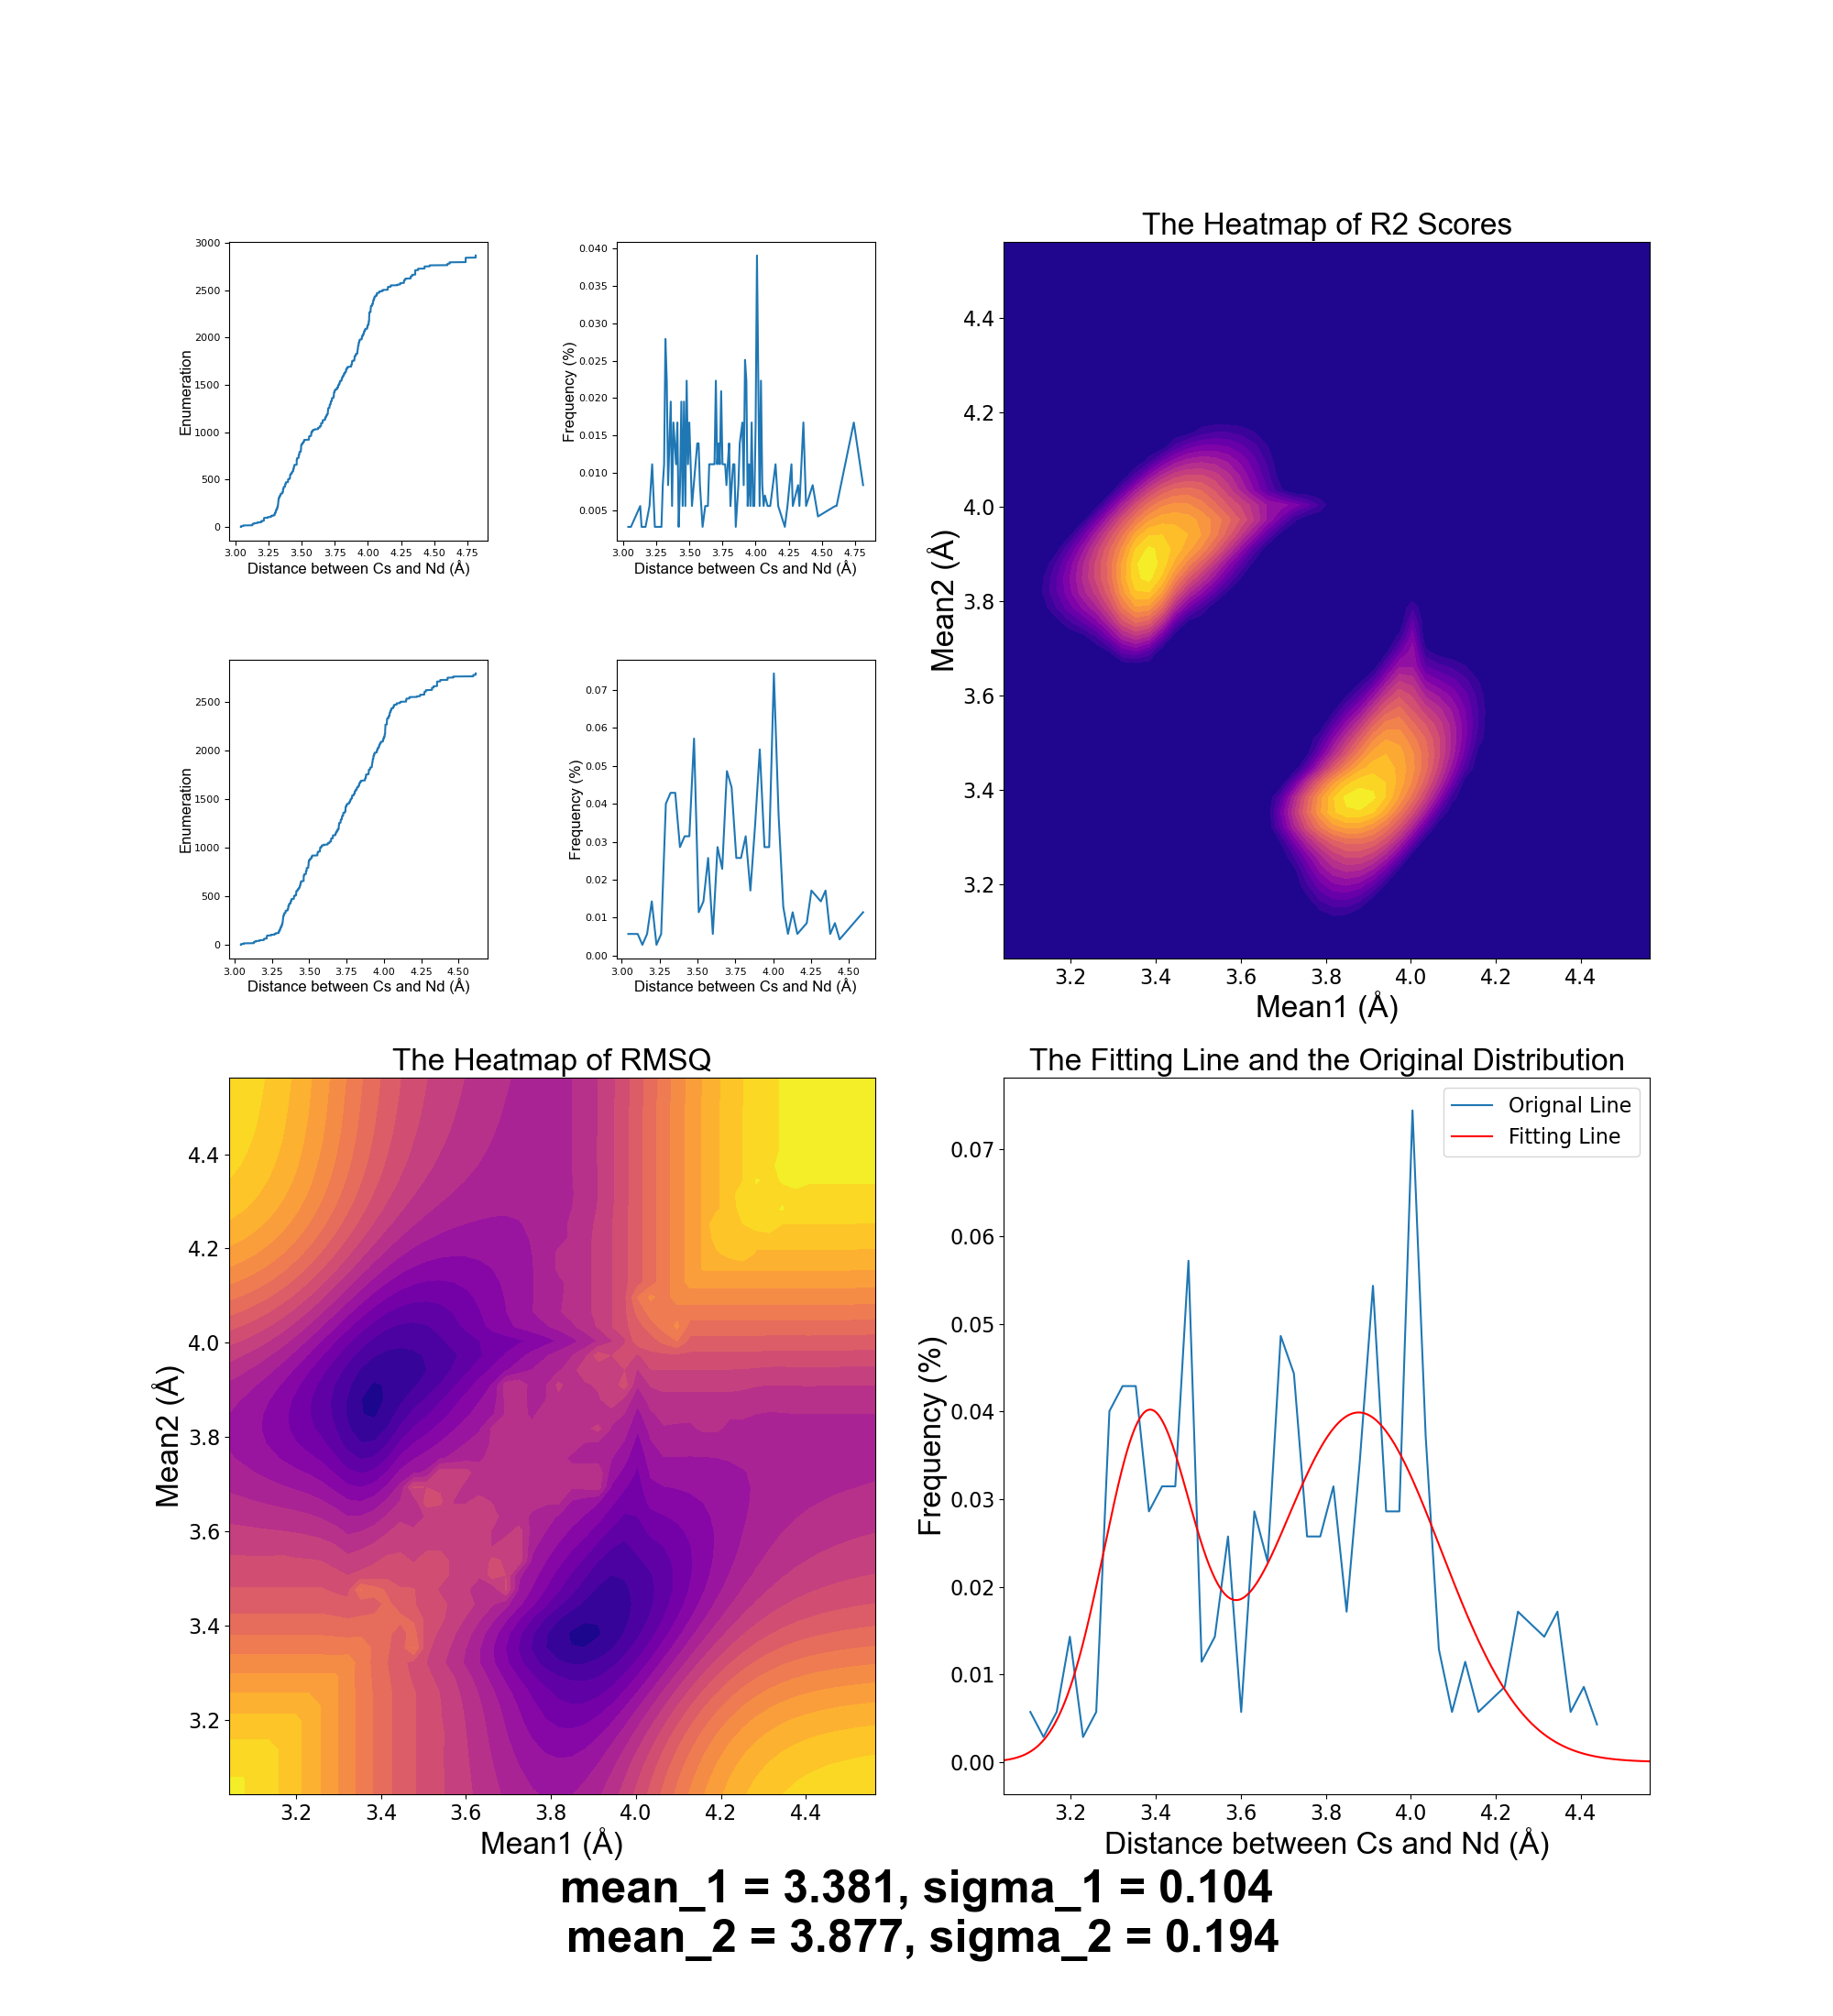 The Heatmap of R2 Scores
3000
2500
2000
1500
1000
500
0
Enumeration
3.00 3.25 3.50 3.75 4.00 4.25 4.50 4.75
Distance between Cs and Nd (Å)
0.040
0.035
0.030
0.025
0.020
0.015
0.010
0.005
Frequency (%)
3.00 3.25 3.50 3.75 4.00 4.25 4.50 4.75
Distance between Cs and Nd (Å)
2500
2000
1500
1000
500
0
Enumeration
3.00 3.25 3.50 3.75 4.00 4.25 4.50
Distance between Cs and Nd (Å)
0.07
0.06
0.05
0.04
0.03
0.02
0.01
0.00
Frequency (%)
3.00 3.25 3.50 3.75 4.00 4.25 4.50
Distance between Cs and Nd (Å)
4.4
4.2
4.0
3.8
3.6
3.4
3.2
Mean2 (Å)
3.2 3.4 3.6 3.8 4.0 4.2 4.4
Mean1 (Å)
The Heatmap of RMSQ
4.4
4.2
4.0
3.8
3.6
3.4
3.2
Mean2 (Å)
3.2 3.4 3.6 3.8 4.0 4.2 4.4
Mean1 (Å)
The Fitting Line and the Original Distribution
Orignal Line
Fitting Line
0.07
0.06
0.05
0.04
0.03
0.02
0.01
0.00
Frequency (%)
3.2 3.4 3.6 3.8 4.0 4.2 4.4
Distance between Cs and Nd (Å)
mean_1 = 3.381, sigma_1 = 0.104
mean_2 = 3.877, sigma_2 = 0.194